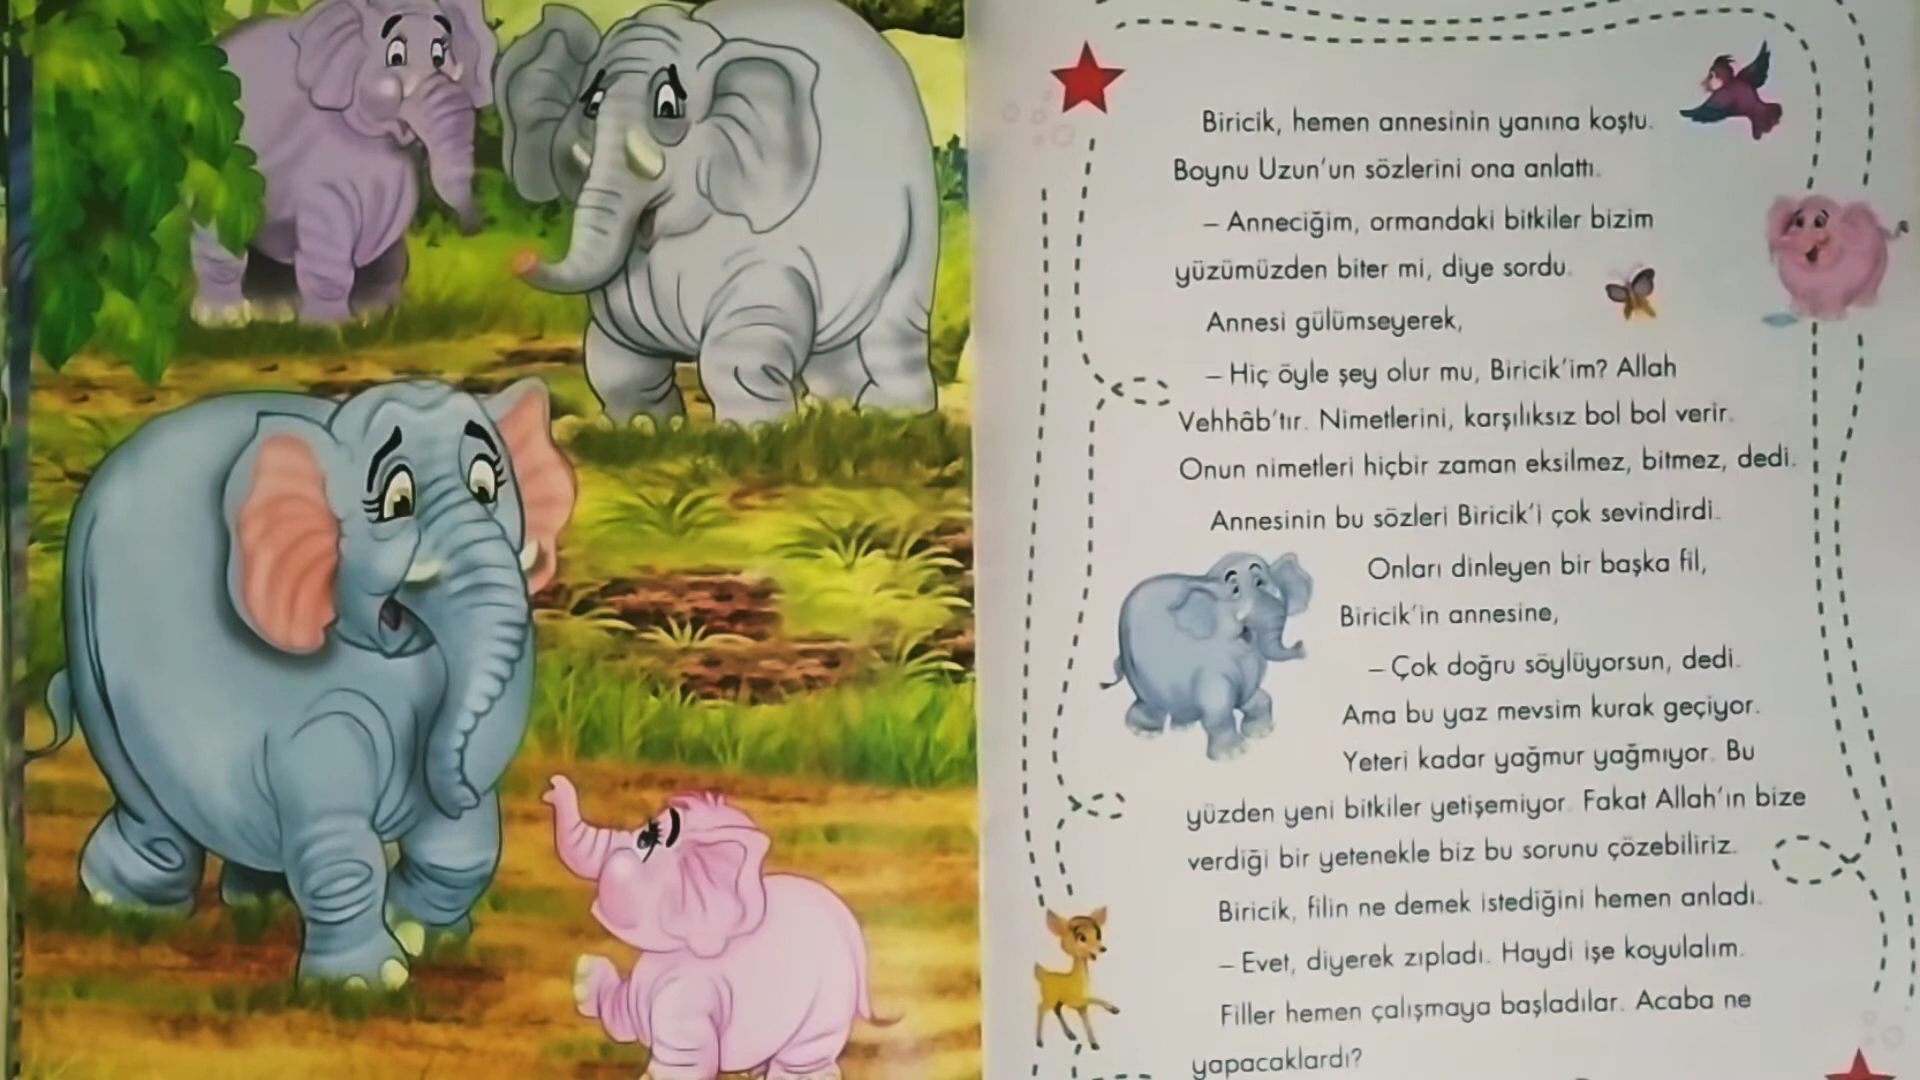 Biricik, hemen annesinin yanına koştu.
Boynu Uzun'un sözlerini ona anlattı.
– Anneciğim, ormandaki bitkiler bizim
yüzümüzden biter mi, diye sordu.
Annesi gülümseyerek,
– Hiç öyle şey olur mu, Biricik'im? Allah
Vehhâb'tır. Nimetlerini, karşılıksız bol bol verir.
Onun nimetleri hiçbir zaman eksilmez, bitmez, dedi.
Annesinin bu sözleri Biricik'i çok sevindirdi.
Onları dinleyen bir başka fil,
Biricik'in annesine,
– Çok doğru söylüyorsun, dedi.
Ama bu yaz mevsim kurak geçiyor.
Yeteri kadar yağmur yağmıyor. Bu
yüzden yeni bitkiler yetişemiyor. Fakat Allah'ın bize
verdiği bir yetenekle biz bu sorunu çözebiliriz.
Biricik, filin ne demek istediğini hemen anladı.
– Evet, diyerek zıpladı. Haydi işe koyulalım.
Filler hemen çalışmaya başladılar. Acaba ne
yapacaklardı?